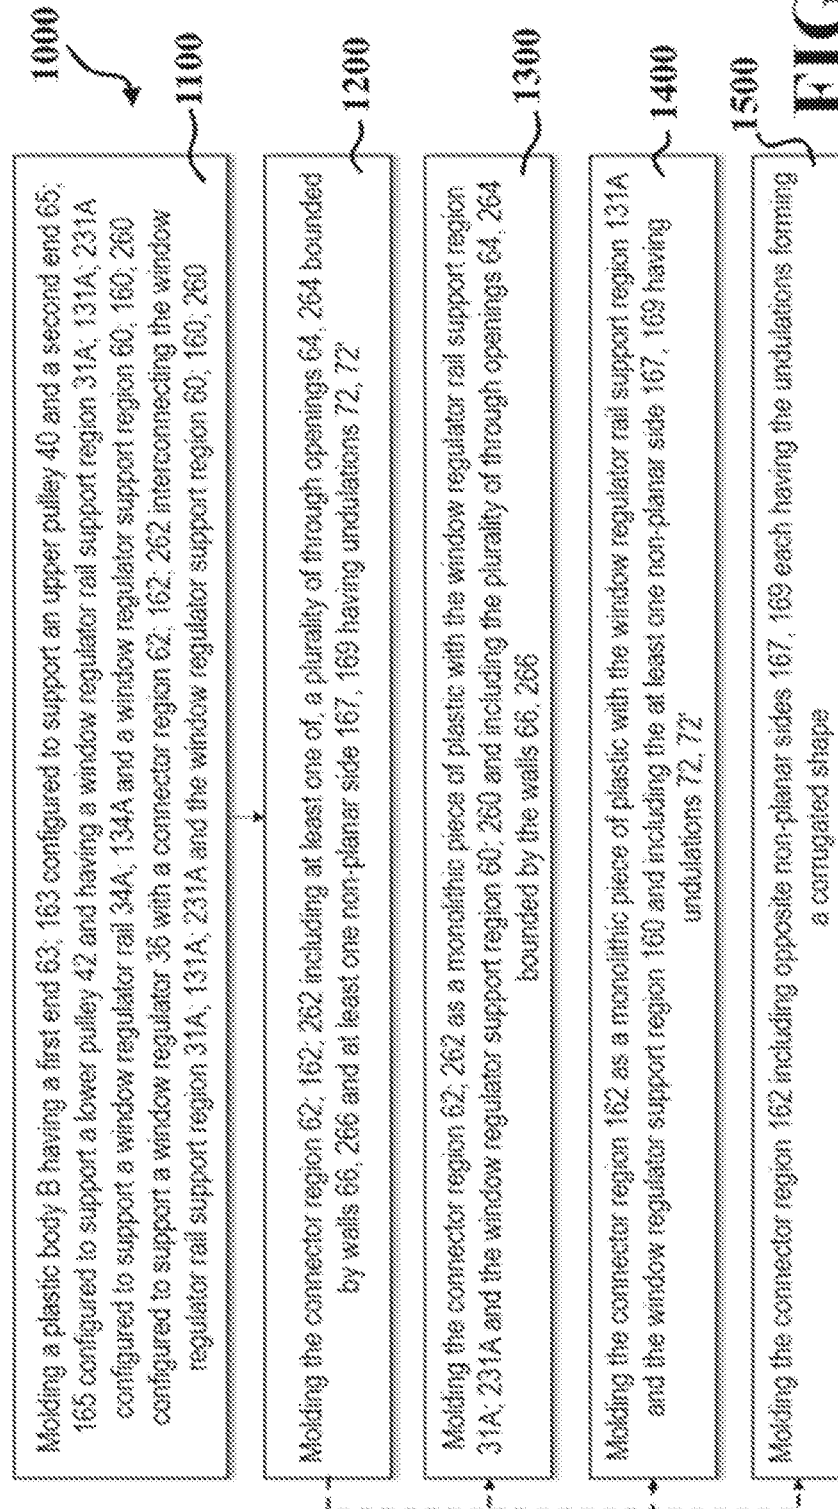 1000
Molding a plastic body B having a first end 63; 163 configured to support an upper pulley 40 and a second end 65;
165 configured to support a lower pulley 42 and having a window regulator rail support region 31A; 131A; 231A
configured to support a window regulator rail 34A; 134A and a window regulator support region 60; 160; 260
configured to support a window regulator 36 with a connector region 62; 162; 262 interconnecting the window
regulator rail support region 31A; 131A; 231A and the window regulator support region 60; 160; 260
1100
Molding the connector region 62; 162; 262 including at least one of, a plurality of through openings 64, 264 bounded
by walls 66, 266 and at least one non-planar side 167, 169 having undulations 72, 72'
1200
Molding the connector region 62; 262 as a monolithic piece of plastic with the window regulator rail support region
31A; 231A and the window regulator support region 60; 260 and including the plurality of through openings 64, 264
bounded by the walls 66, 266
1300
Molding the connector region 162 as a monolithic piece of plastic with the window regulator rail support region 131A
and the window regulator support region 160 and including the at least one non-planar side 167, 169 having
undulations 72, 72'
1400
Molding the connector region 162 including opposite non-planar sides 167, 169 each having the undulations forming
a corrugated shape
1500
FIG